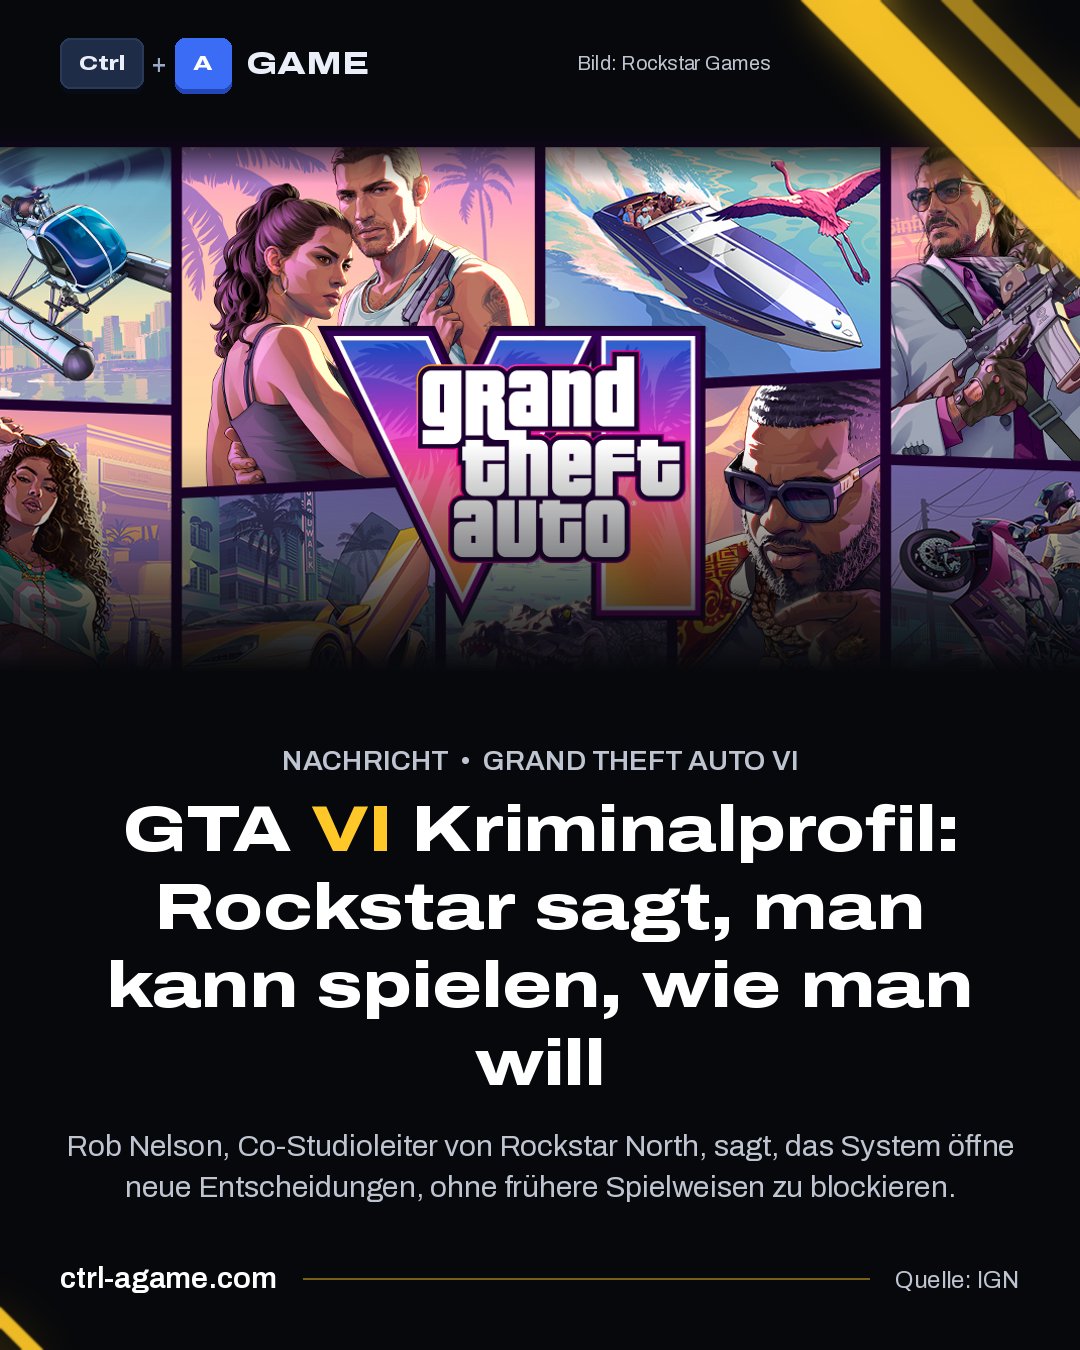 Ctrl + A GAME
Bild: Rockstar Games
grand
theft
auto
VI
NACHRICHT • GRAND THEFT AUTO VI
GTA VI Kriminalprofil:
Rockstar sagt, man
kann spielen, wie man
will
Rob Nelson, Co-Studioleiter von Rockstar North, sagt, das System öffne
neue Entscheidungen, ohne frühere Spielweisen zu blockieren.
ctrl-agame.com
Quelle: IGN